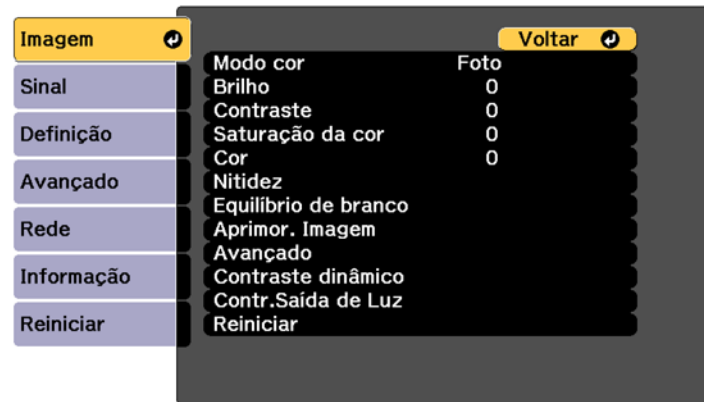 Imagem
Sinal
Definição
Avançado
Rede
Informação
Reiniciar
Voltar
Modo cor Foto
Brilho 0
Contraste 0
Saturação da cor 0
Cor 0
Nitidez
Equilíbrio de branco
Aprimor. Imagem
Avançado
Contraste dinâmico
Contr.Saída de Luz
Reiniciar